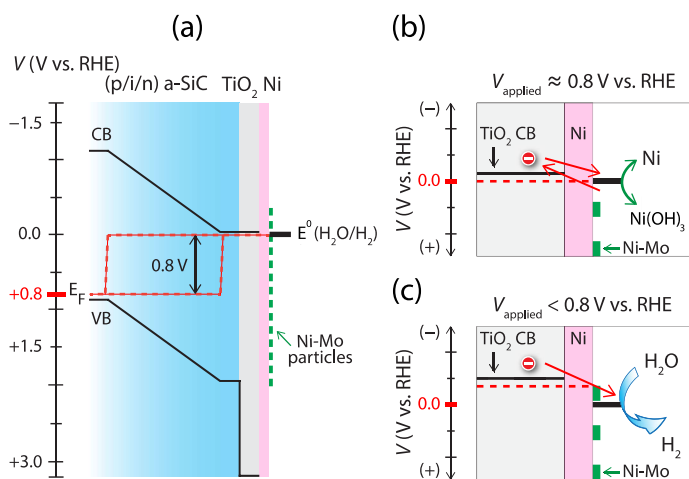 (a)
V (V vs. RHE)
(p/i/n) a-SiC TiO₂ Ni
−1.5
CB
0.0
E⁰(H₂O/H₂)
0.8 V
+0.8
E_F
VB
+1.5
Ni-Mo
particles
+3.0
(b)
V_applied ≈ 0.8 V vs. RHE
(−)
V (V vs. RHE)
Ni
TiO₂ CB
Ni
0.0
Ni(OH)₃
(+)
Ni-Mo
(c)
V_applied < 0.8 V vs. RHE
(−)
V (V vs. RHE)
Ni
TiO₂ CB
H₂O
0.0
H₂
(+)
Ni-Mo